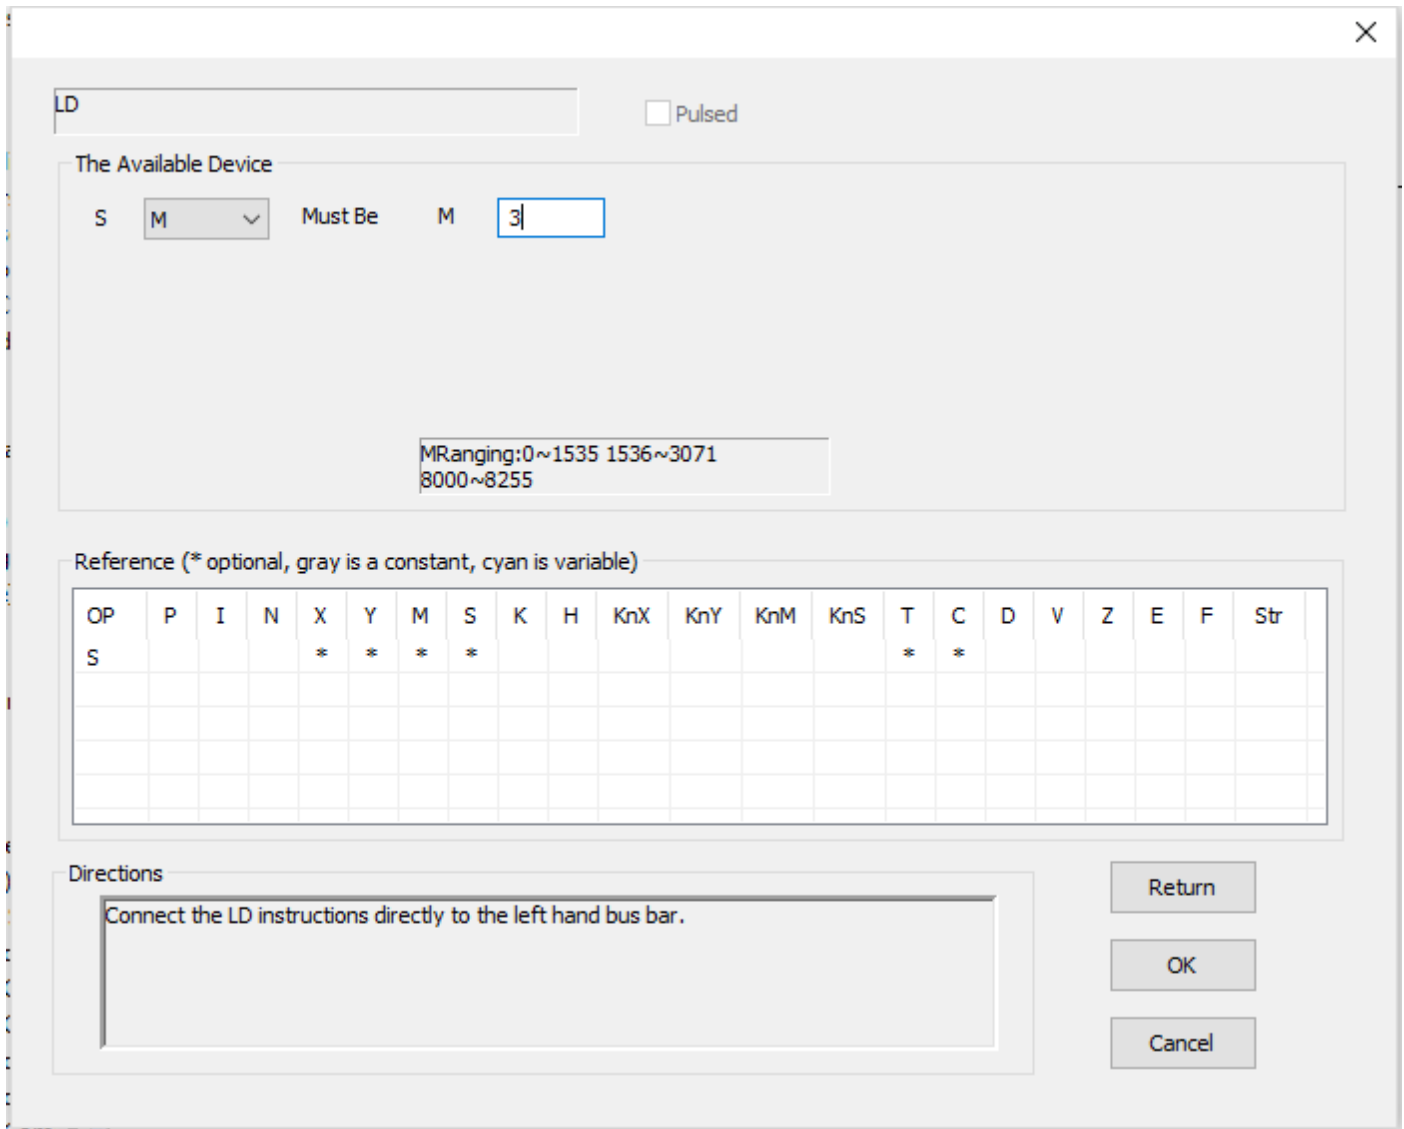 LD
Pulsed
The Available Device
S M Must Be M 3
MRanging:0~1535 1536~3071
8000~8255
Reference (* optional, gray is a constant, cyan is variable)
OP P I N X Y M S K H KnX KnY KnM KnS T C D V Z E F Str
S * * * * * *
Directions
Connect the LD instructions directly to the left hand bus bar.
Return
OK
Cancel